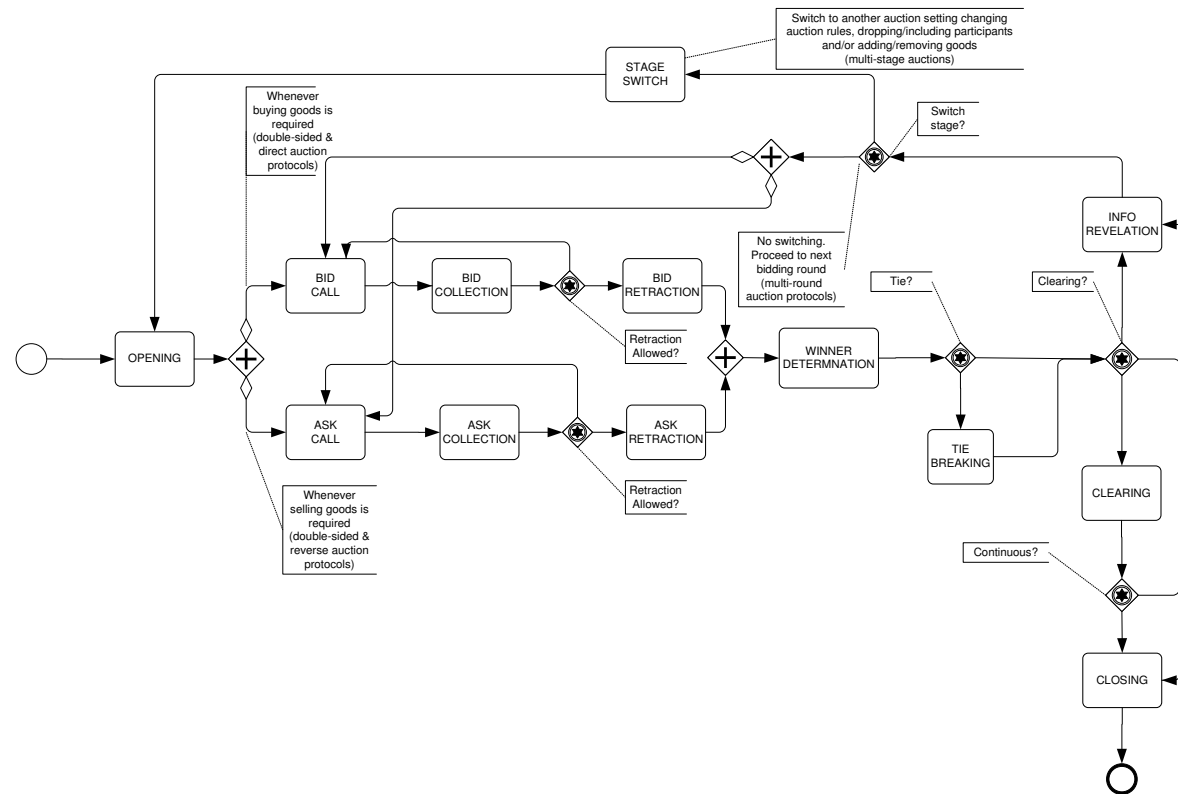 Switch to another auction setting changing
auction rules, dropping/including participants
and/or adding/removing goods
(multi-stage auctions)
STAGE
SWITCH
Whenever
buying goods is
required
(double-sided &
direct auction
protocols)
Switch
stage?
INFO
REVELATION
No switching.
Proceed to next
bidding round
(multi-round
auction protocols)
BID
CALL
BID
COLLECTION
BID
RETRACTION
Tie?
Clearing?
Retraction
Allowed?
OPENING
WINNER
DETERMNATION
ASK
CALL
ASK
COLLECTION
ASK
RETRACTION
TIE
BREAKING
Retraction
Allowed?
Whenever
selling goods is
required
(double-sided &
reverse auction
protocols)
CLEARING
Continuous?
CLOSING